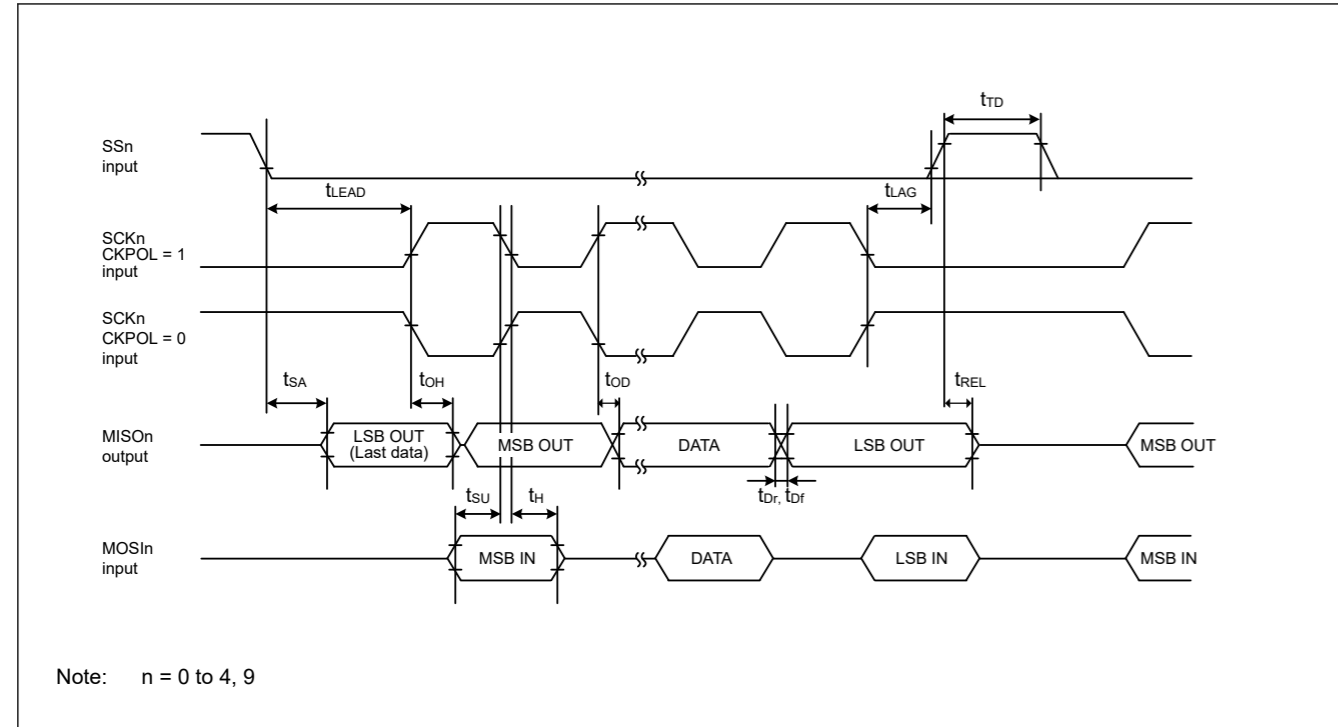 tTD
SSn
input
tLEAD
tLAG
SCKn
CKPOL = 1
input
SCKn
CKPOL = 0
input
tSA
tOH
tOD
tREL
MISOn
output
LSB OUT
(Last data)
MSB OUT
DATA
LSB OUT
MSB OUT
tSU
tH
tDr, tDf
MOSIn
input
MSB IN
DATA
LSB IN
MSB IN
Note: n = 0 to 4, 9